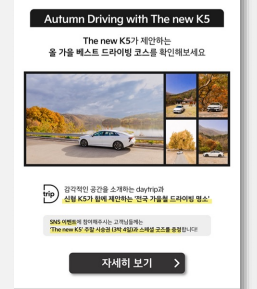 Autumn Driving with The new K5
The new K5가 제안하는
올 가을 베스트 드라이빙 코스를 확인해보세요
trip
감각적인 공간을 소개하는 daytrip과
신형 K5가 함께 제안하는 '전국 가을철 드라이빙 명소'
SNS 이벤트에 참여해주시는 고객님들께는
'The new K5' 주말 시승권 (3박 4일)과 스페셜 굿즈를 증정합니다!
자세히 보기 >